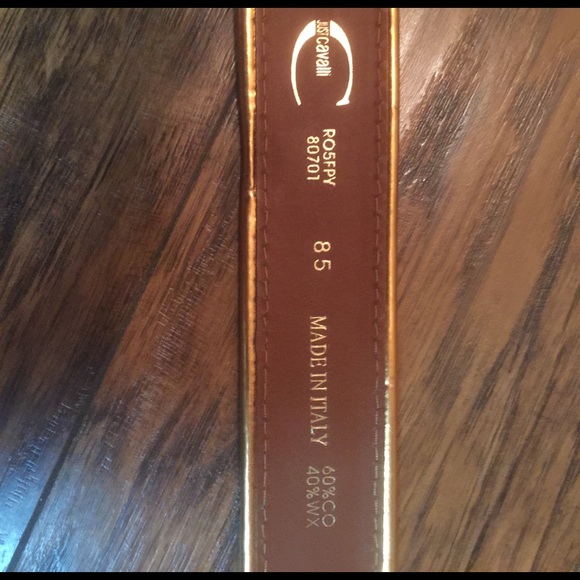 JUST
cavalli
RO5FPY
80701
85
MADE IN ITALY
60%CO
40%WX